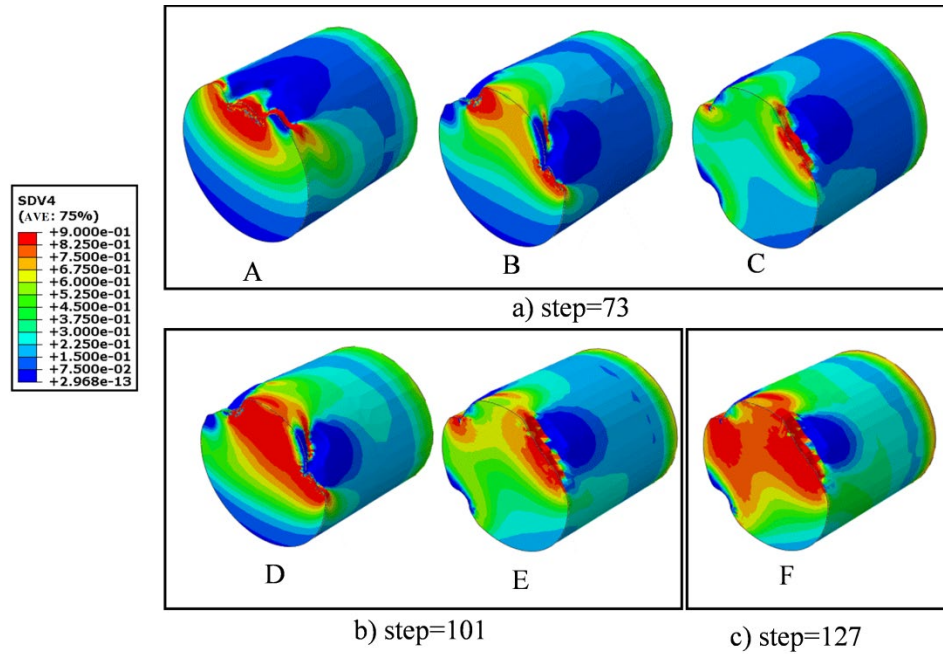 SDV4
(AVE: 75%)
+9.000e-01
+8.250e-01
+7.500e-01
+6.750e-01
+6.000e-01
+5.250e-01
+4.500e-01
+3.750e-01
+3.000e-01
+2.250e-01
+1.500e-01
+7.500e-02
+2.968e-13
A
B
C
a) step=73
D
E
b) step=101
F
c) step=127